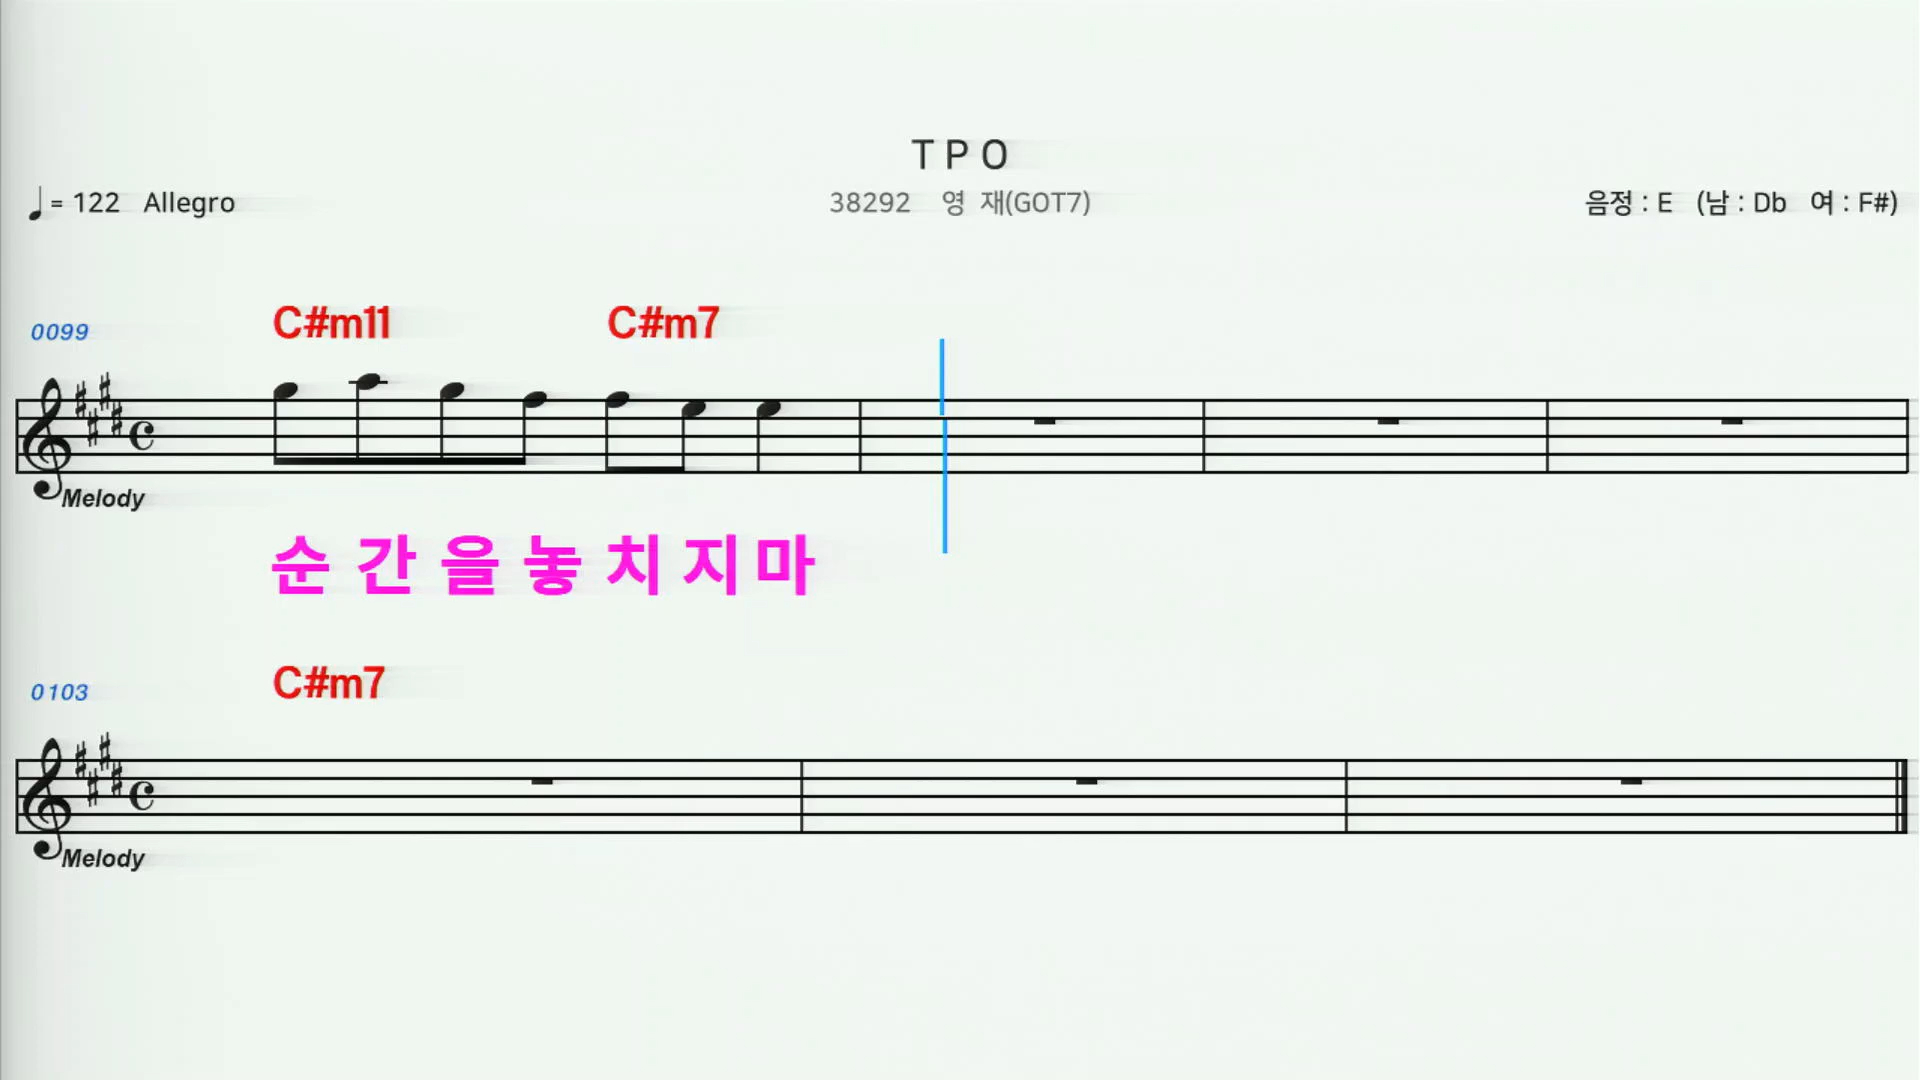 T P O
= 122 Allegro
38292 영 재(GOT7)
음정 : E (남 : Db 여 : F#)
0099
C#m11 C#m7
Melody
순 간 을 놓 치 지 마
0103
C#m7
Melody